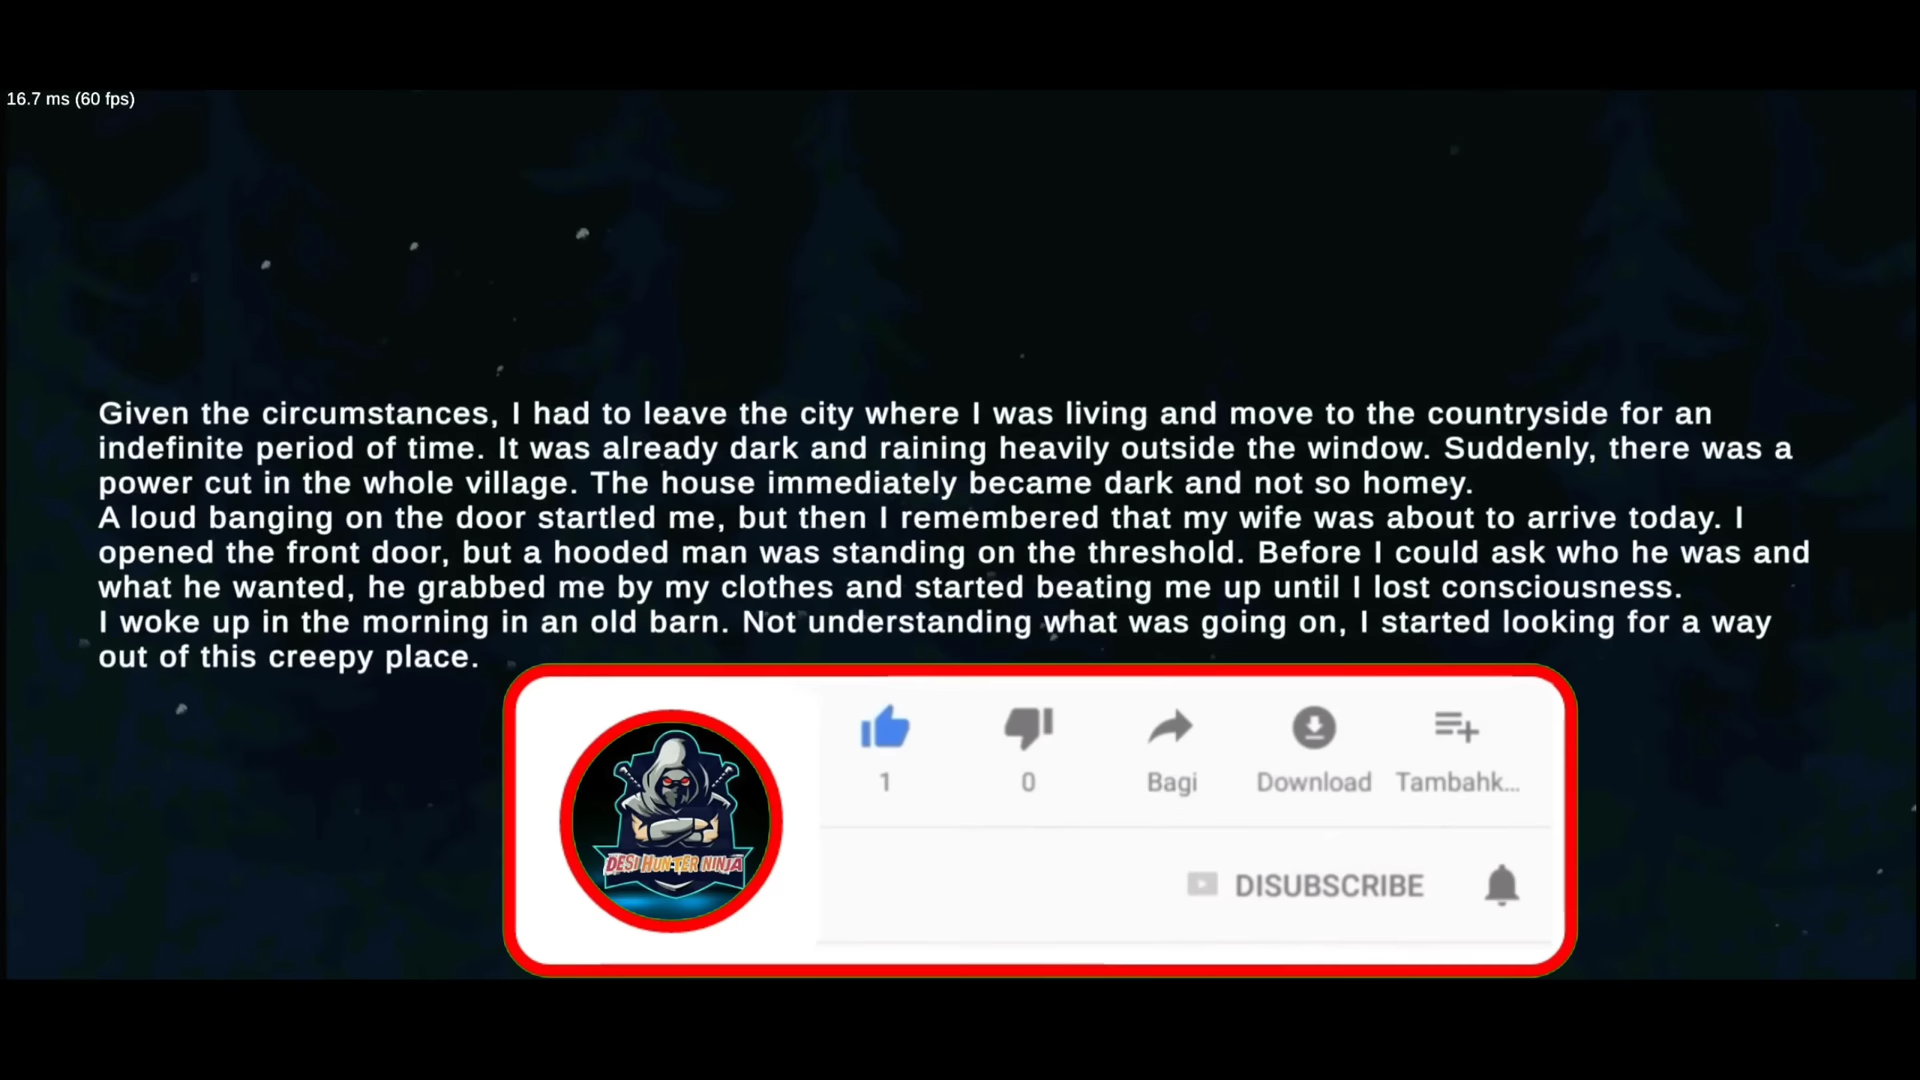 16.7 ms (60 fps)
Given the circumstances, I had to leave the city where I was living and move to the countryside for an
indefinite period of time. It was already dark and raining heavily outside the window. Suddenly, there was a
power cut in the whole village. The house immediately became dark and not so homey.
A loud banging on the door startled me, but then I remembered that my wife was about to arrive today. I
opened the front door, but a hooded man was standing on the threshold. Before I could ask who he was and
what he wanted, he grabbed me by my clothes and started beating me up until I lost consciousness.
I woke up in the morning in an old barn. Not understanding what was going on, I started looking for a way
out of this creepy place.
1 0 Bagi Download Tambahk...
DESI HUNTER NINJA
DISUBSCRIBE